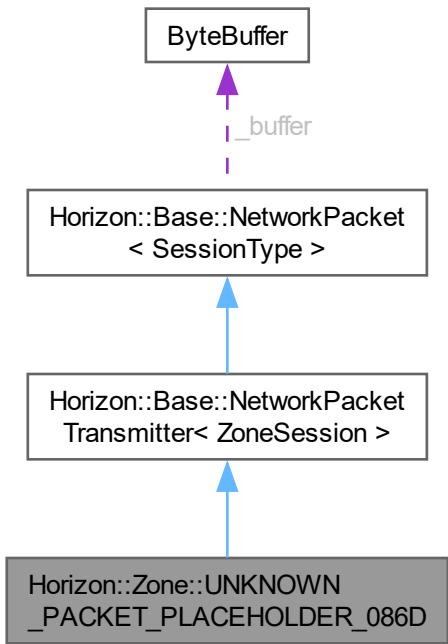 ByteBuffer
_buffer
Horizon::Base::NetworkPacket
< SessionType >
Horizon::Base::NetworkPacket
Transmitter< ZoneSession >
Horizon::Zone::UNKNOWN
_PACKET_PLACEHOLDER_086D